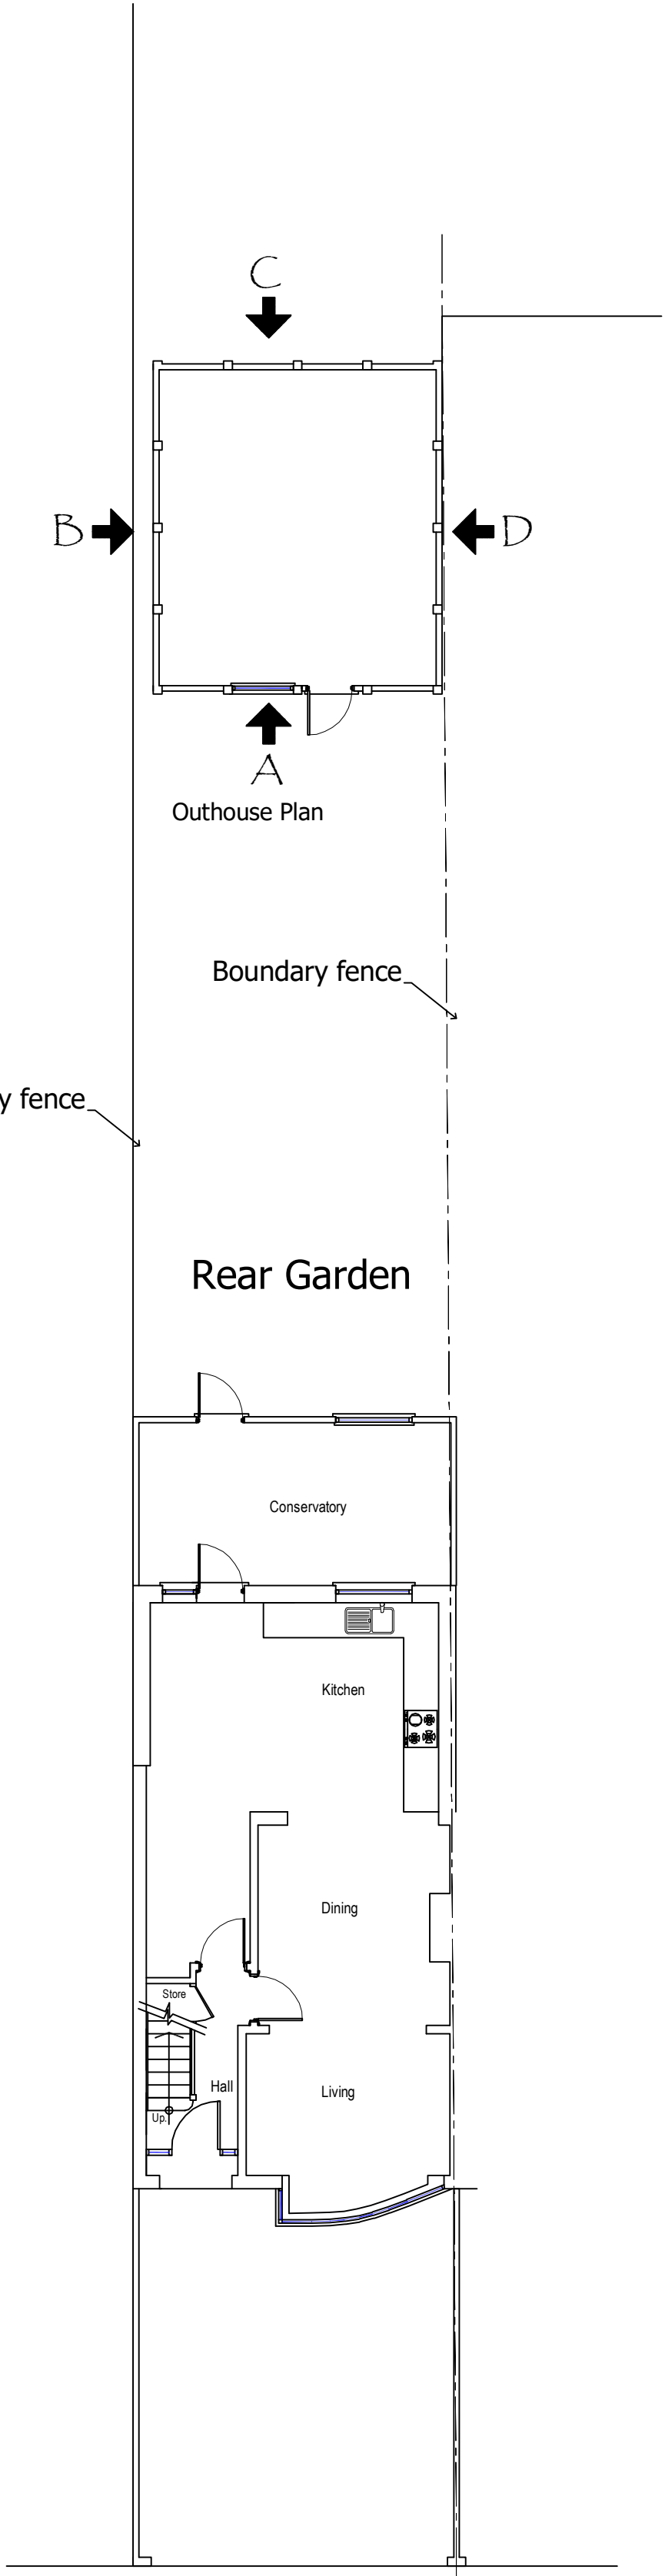 C
B
D
A
Outhouse Plan
Boundary fence
y fence
Rear Garden
Conservatory
Kitchen
Dining
Store
Hall
Living
Up.